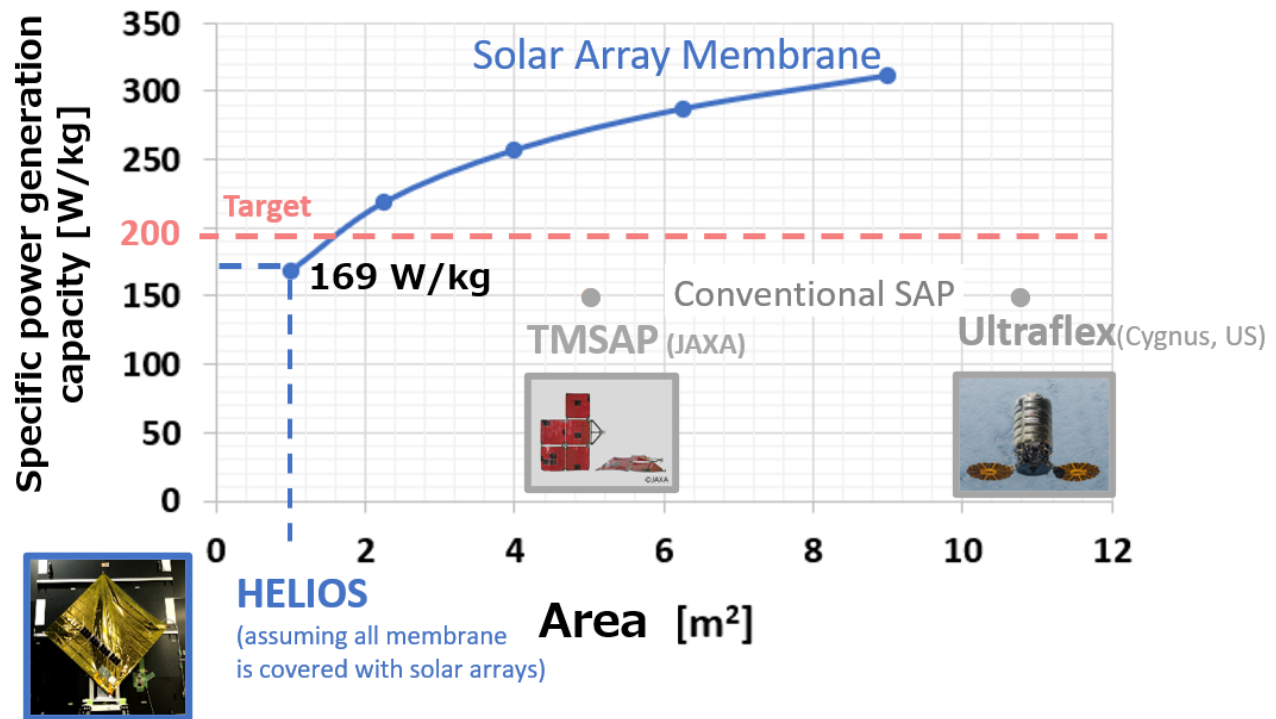 Specific power generation
capacity [W/kg]
350
300
250
200
150
100
50
0
Solar Array Membrane
Target
169 W/kg
Conventional SAP
TMSAP (JAXA)
Ultraflex(Cygnus, US)
©JAXA
0 2 4 6 8 10 12
Area [m²]
HELIOS
(assuming all membrane
is covered with solar arrays)